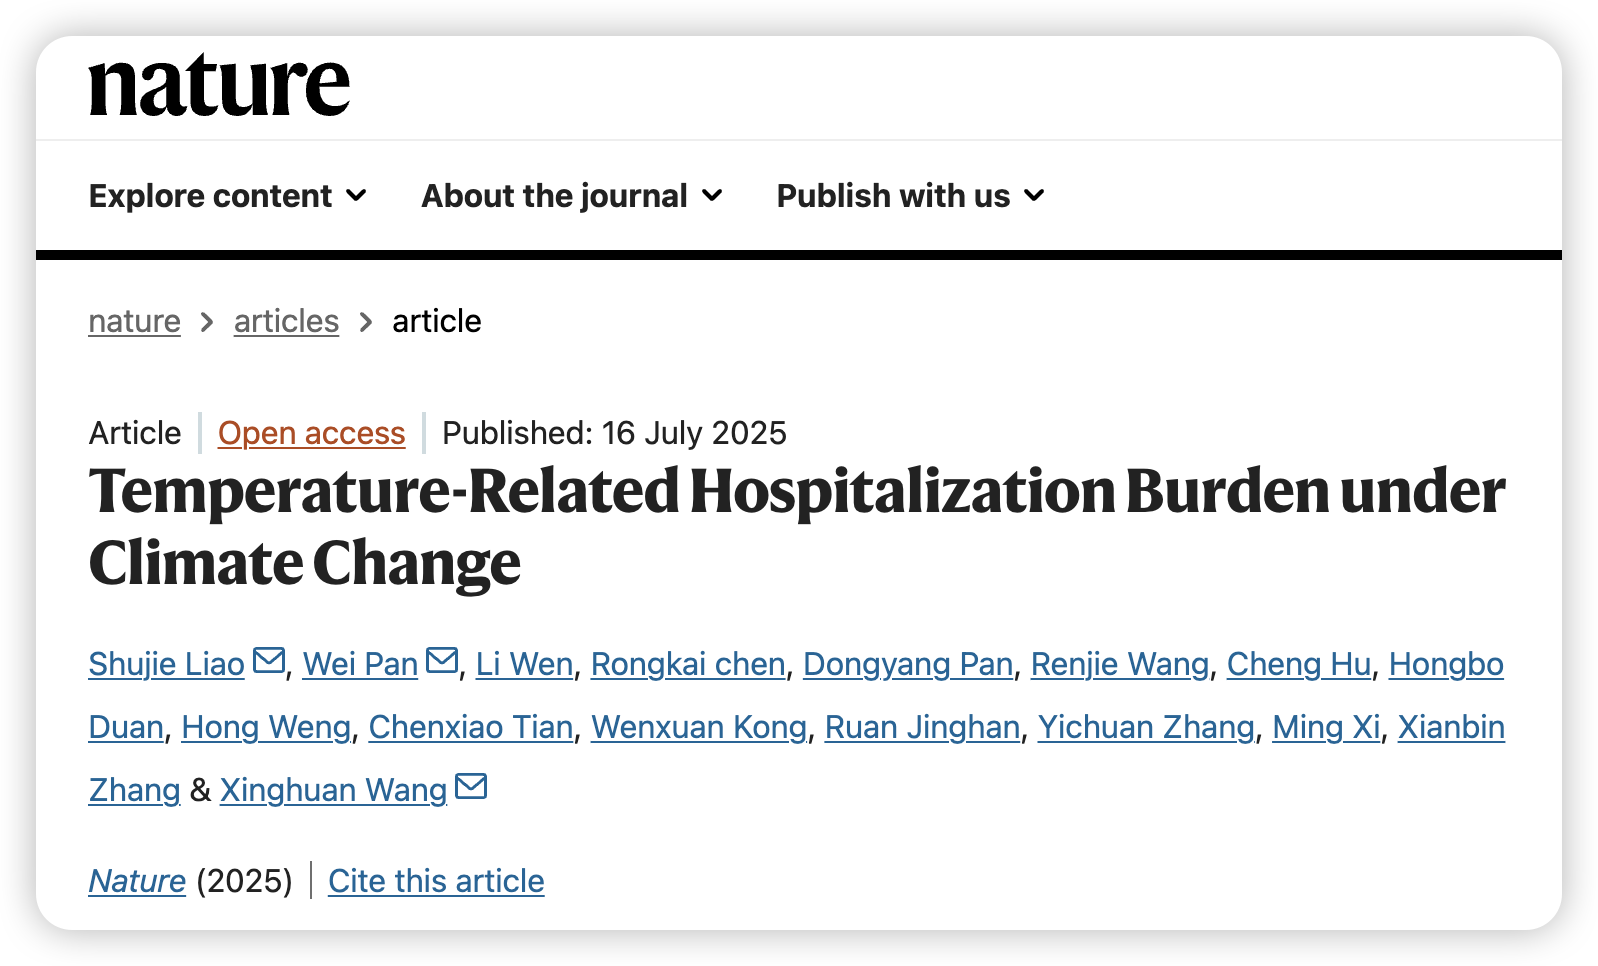 nature
Explore content About the journal Publish with us
nature > articles > article
Article | Open access | Published: 16 July 2025
Temperature-Related Hospitalization Burden under
Climate Change
Shujie Liao, Wei Pan, Li Wen, Rongkai chen, Dongyang Pan, Renjie Wang, Cheng Hu, Hongbo
Duan, Hong Weng, Chenxiao Tian, Wenxuan Kong, Ruan Jinghan, Yichuan Zhang, Ming Xi, Xianbin
Zhang & Xinghuan Wang
Nature (2025) | Cite this article